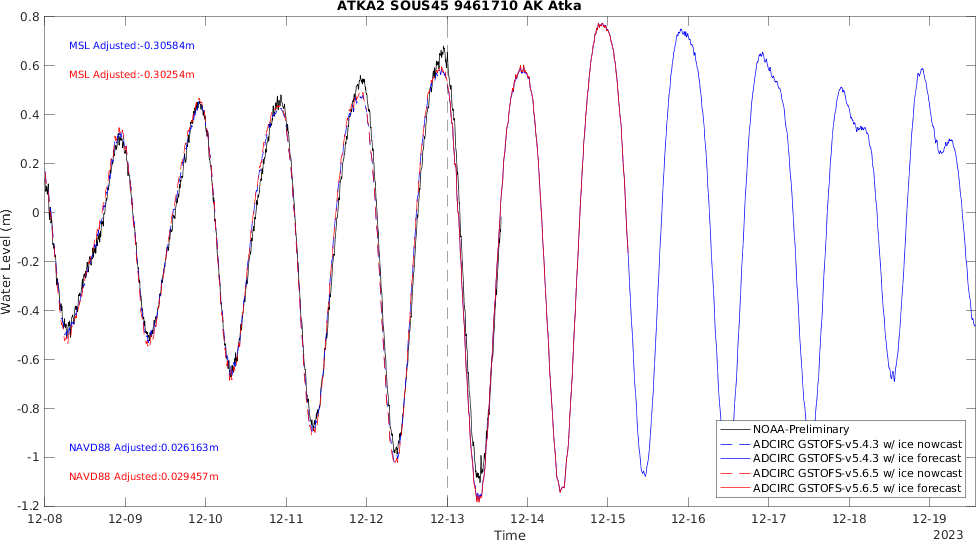 ATKA2 SOUS45 9461710 AK Atka
0.8
0.6
0.4
0.2
0
-0.2
-0.4
-0.6
-0.8
-1
-1.2
Water Level (m)
MSL Adjusted:-0.30584m
MSL Adjusted:-0.30254m
NAVD88 Adjusted:0.026163m
NAVD88 Adjusted:0.029457m
NOAA-Preliminary
ADCIRC GSTOFS-v5.4.3 w/ ice nowcast
ADCIRC GSTOFS-v5.4.3 w/ ice forecast
ADCIRC GSTOFS-v5.6.5 w/ ice nowcast
ADCIRC GSTOFS-v5.6.5 w/ ice forecast
12-08 12-09 12-10 12-11 12-12 12-13 12-14 12-15 12-16 12-17 12-18 12-19
Time
2023